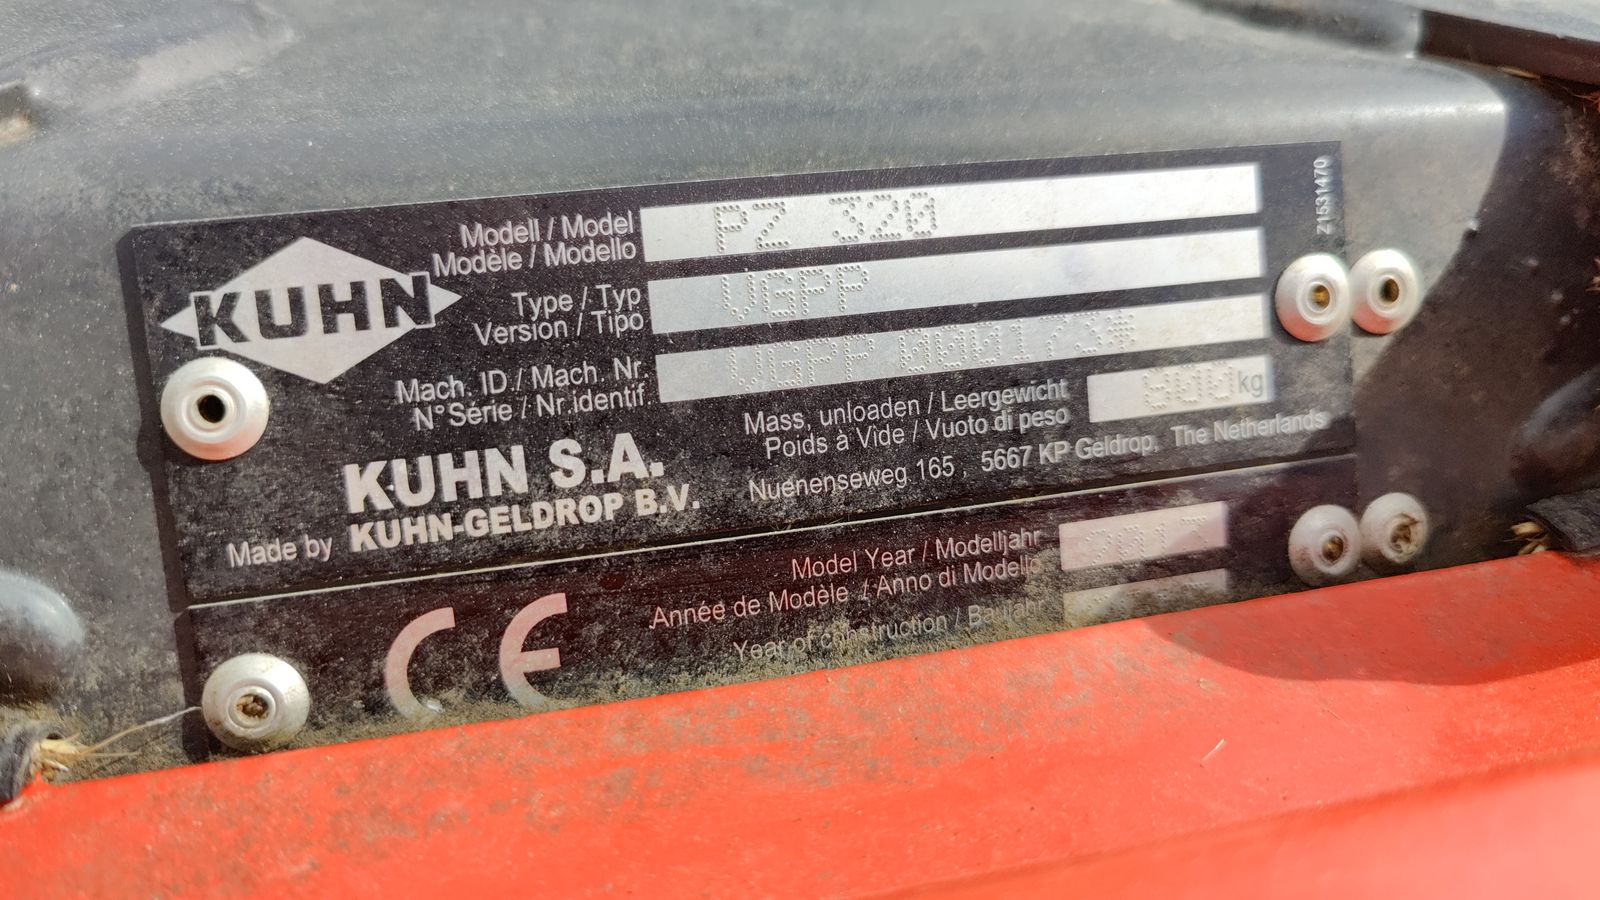 KUHN
Modell / Model
Modèle / Modello
PZ 320
Z1531470
Type / Typ
Version / Tipo
VGPP
Mach. ID / Mach. Nr.
N° Série / Nr.identif.
Mass, unloaden / Leergewicht
Poids à Vide / Vuoto di peso
800 kg
KUHN S.A.
Made by KUHN-GELDROP B.V.
Nuenenseweg 165, 5667 KP Geldrop, The Netherlands
CE
Model Year / Modelljahr
Année de Modèle / Anno di Modello
Year of construction / Baujahr